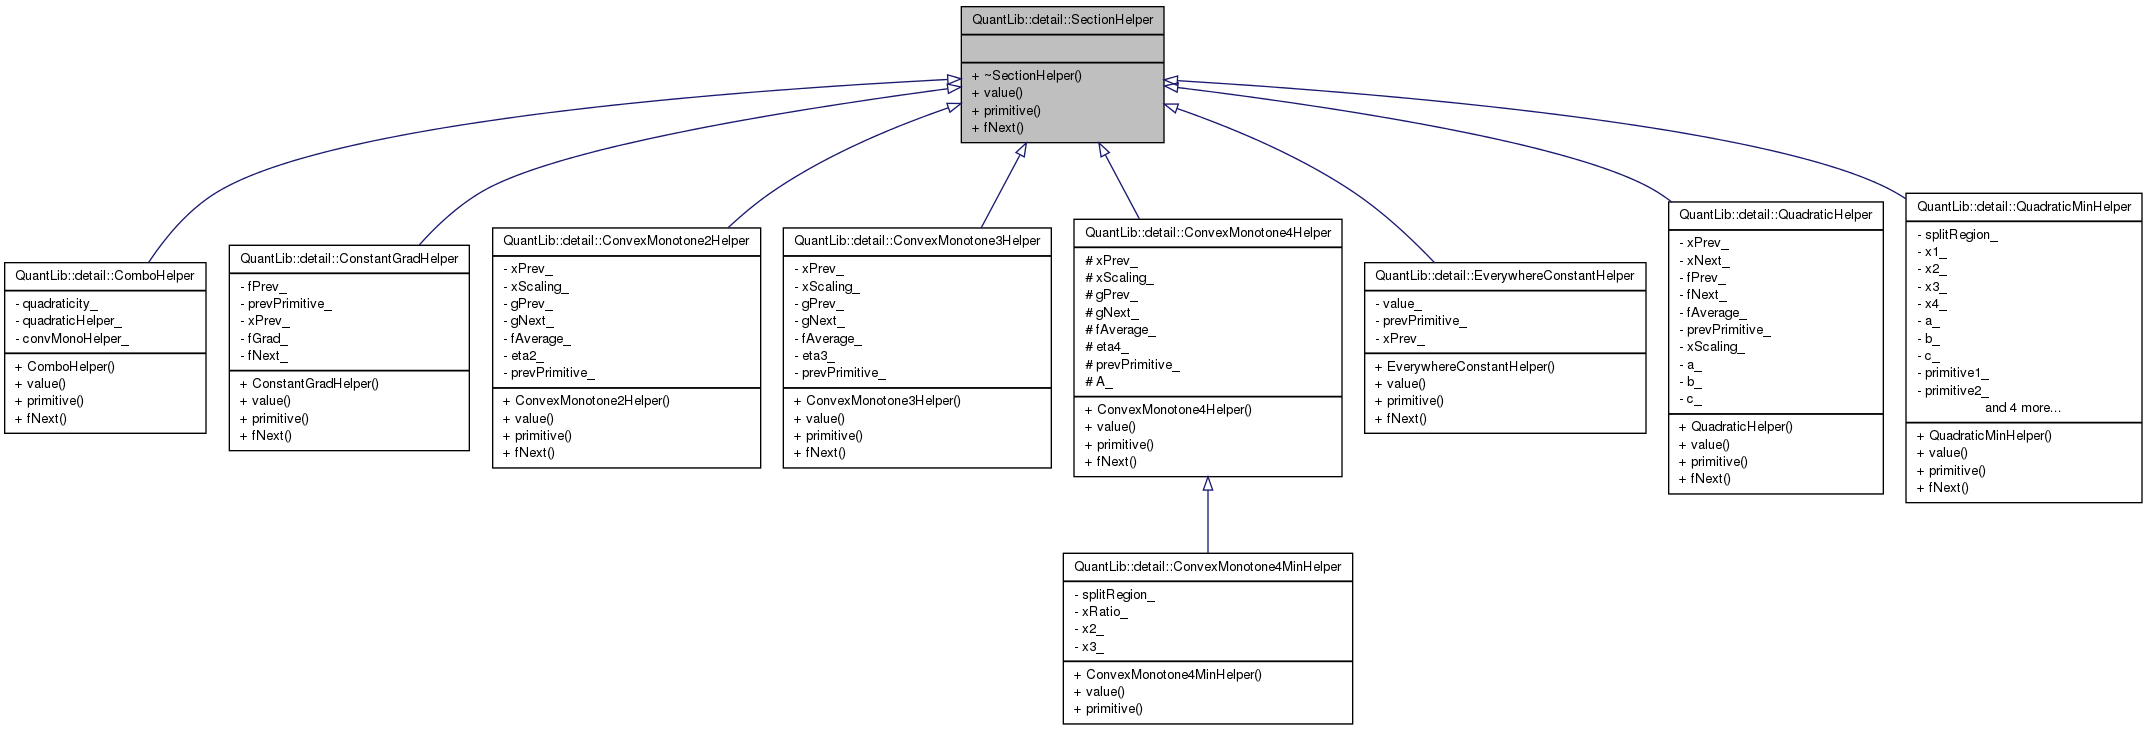 QuantLib::detail::SectionHelper
+ ~SectionHelper()
+ value()
+ primitive()
+ fNext()
QuantLib::detail::ComboHelper
- quadraticity_
- quadraticHelper_
- convMonoHelper_
+ ComboHelper()
+ value()
+ primitive()
+ fNext()
QuantLib::detail::ConstantGradHelper
- fPrev_
- prevPrimitive_
- xPrev_
- fGrad_
- fNext_
+ ConstantGradHelper()
+ value()
+ primitive()
+ fNext()
QuantLib::detail::ConvexMonotone2Helper
- xPrev_
- xScaling_
- gPrev_
- gNext_
- fAverage_
- eta2_
- prevPrimitive_
+ ConvexMonotone2Helper()
+ value()
+ primitive()
+ fNext()
QuantLib::detail::ConvexMonotone3Helper
- xPrev_
- xScaling_
- gPrev_
- gNext_
- fAverage_
- eta3_
- prevPrimitive_
+ ConvexMonotone3Helper()
+ value()
+ primitive()
+ fNext()
QuantLib::detail::ConvexMonotone4Helper
# xPrev_
# xScaling_
# gPrev_
# gNext_
# fAverage_
# eta4_
# prevPrimitive_
# A_
+ ConvexMonotone4Helper()
+ value()
+ primitive()
+ fNext()
QuantLib::detail::EverywhereConstantHelper
- value_
- prevPrimitive_
- xPrev_
+ EverywhereConstantHelper()
+ value()
+ primitive()
+ fNext()
QuantLib::detail::QuadraticHelper
- xPrev_
- xNext_
- fPrev_
- fNext_
- fAverage_
- prevPrimitive_
- xScaling_
- a_
- b_
- c_
+ QuadraticHelper()
+ value()
+ primitive()
+ fNext()
QuantLib::detail::QuadraticMinHelper
- splitRegion_
- x1_
- x2_
- x3_
- x4_
- a_
- b_
- c_
- primitive1_
- primitive2_
and 4 more...
+ QuadraticMinHelper()
+ value()
+ primitive()
+ fNext()
QuantLib::detail::ConvexMonotone4MinHelper
- splitRegion_
- xRatio_
- x2_
- x3_
+ ConvexMonotone4MinHelper()
+ value()
+ primitive()